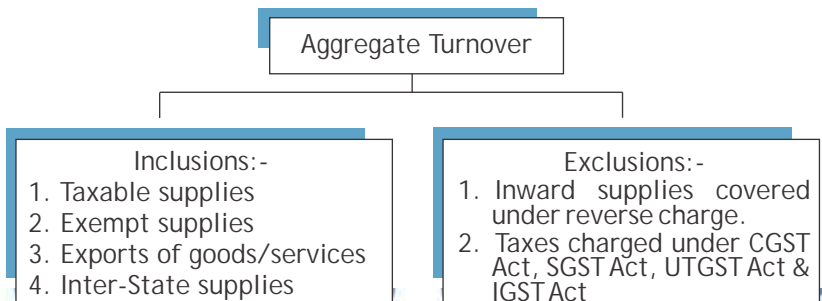 Aggregate Turnover
Inclusions:-
1. Taxable supplies
2. Exempt supplies
3. Exports of goods/services
4. Inter-State supplies
Exclusions:-
1. Inward supplies covered
under reverse charge.
2. Taxes charged under CGST
Act, SGST Act, UTGST Act &
IGST Act